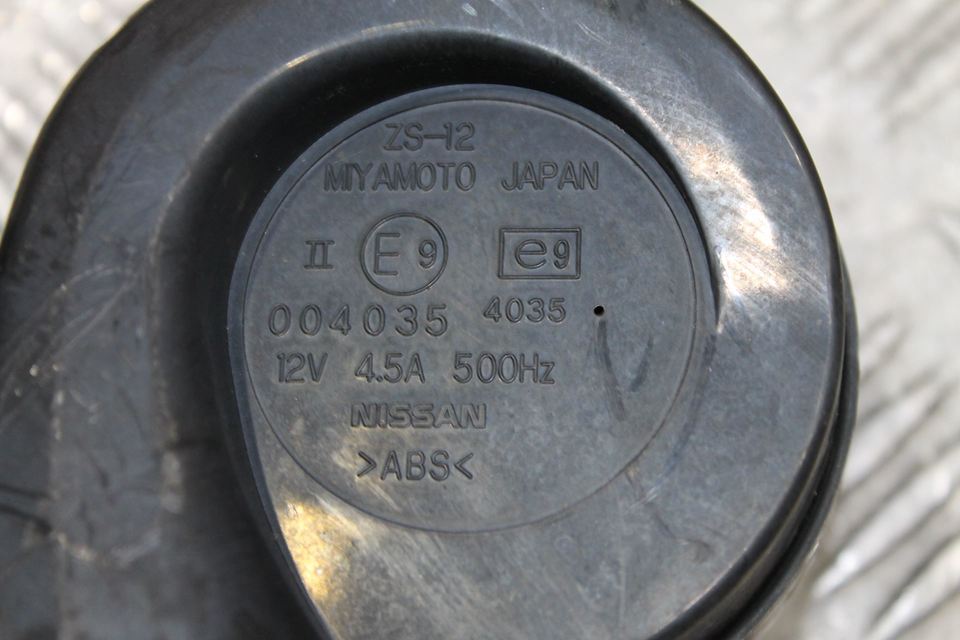 ZS-12
MIYAMOTO JAPAN
II E9 e9
004035 4035
12V 4.5A 500Hz
NISSAN
>ABS<